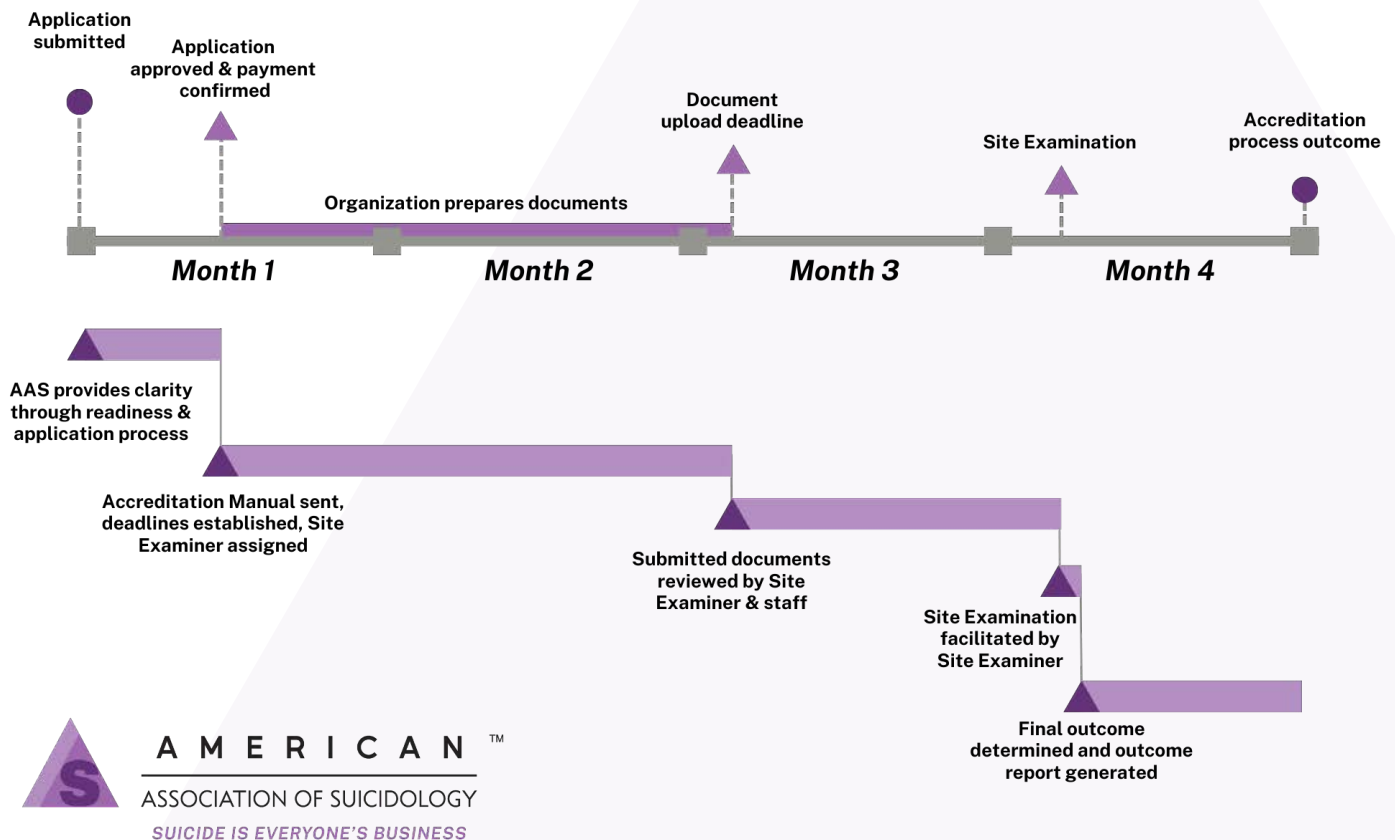 Application
submitted
Application
approved & payment
confirmed
Document
upload deadline
Site Examination
Accreditation
process outcome
Organization prepares documents
Month 1
Month 2
Month 3
Month 4
AAS provides clarity
through readiness &
application process
Accreditation Manual sent,
deadlines established, Site
Examiner assigned
Submitted documents
reviewed by Site
Examiner & staff
Site Examination
facilitated by
Site Examiner
Final outcome
determined and outcome
report generated
S
AMERICAN ™
ASSOCIATION OF SUICIDOLOGY
SUICIDE IS EVERYONE'S BUSINESS